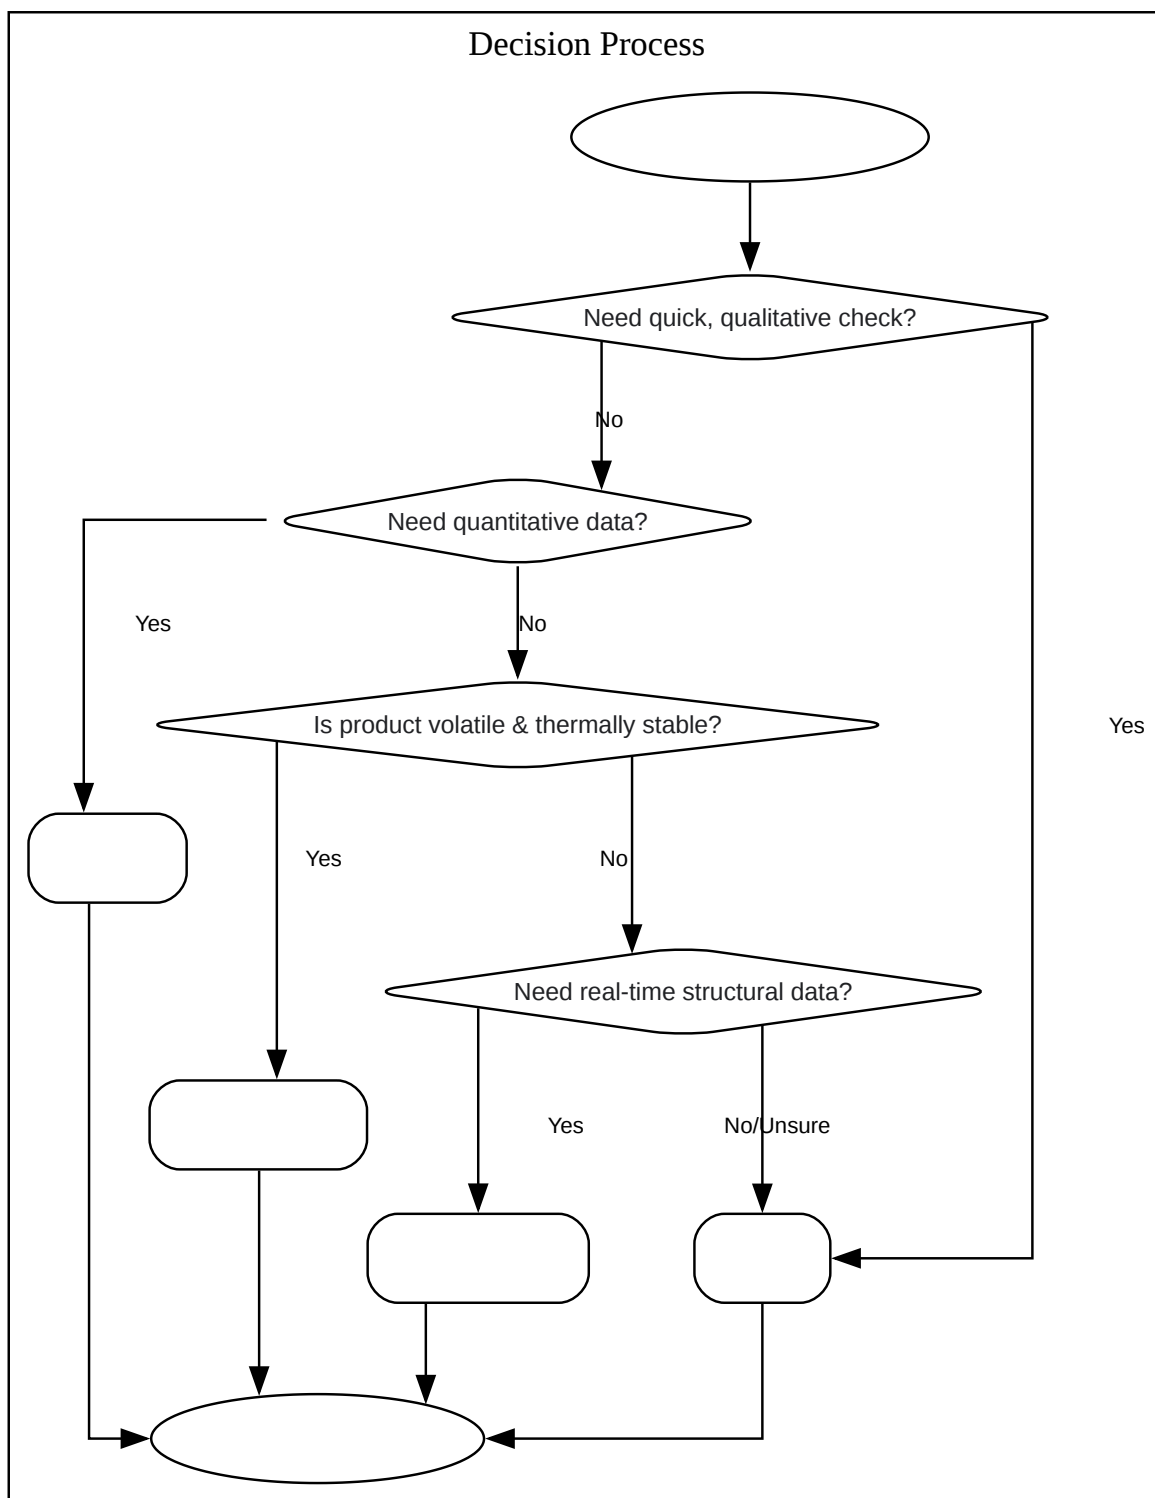 Decision Process
Need quick, qualitative check?
No
Need quantitative data?
Yes
No
Is product volatile & thermally stable?
Yes
Yes
No
Need real-time structural data?
Yes
No/Unsure